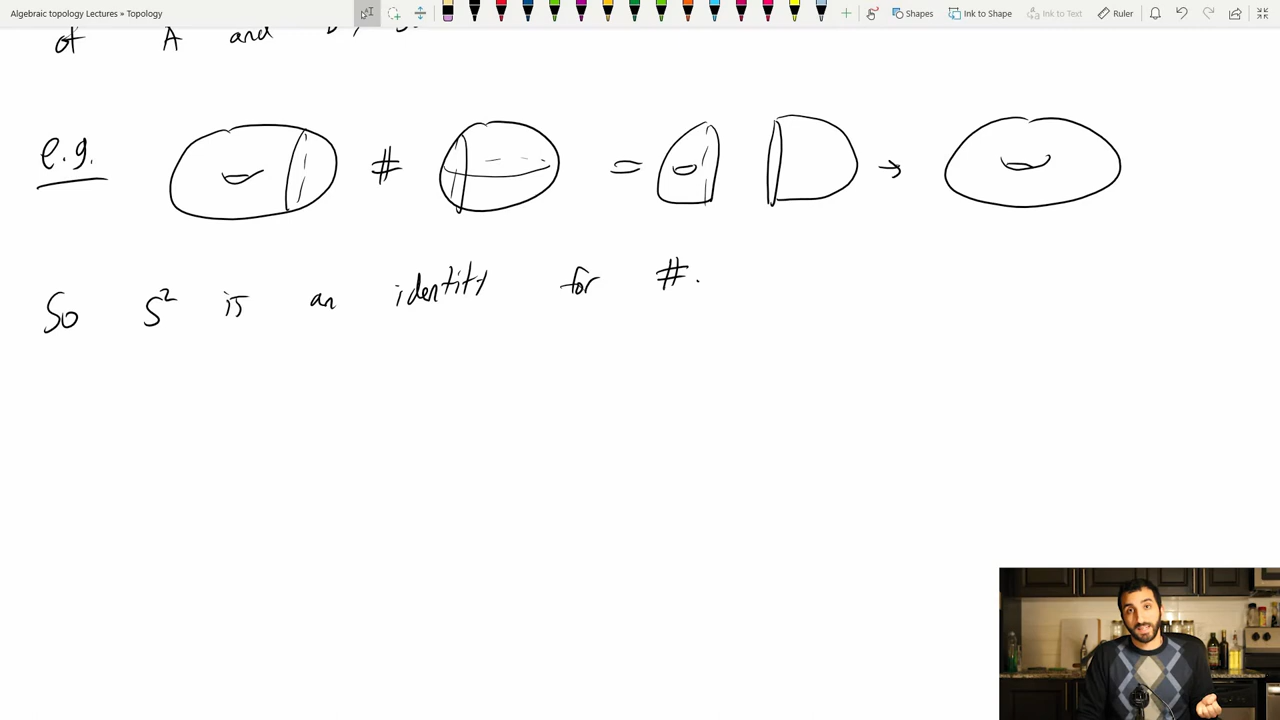 Algebraic topology Lectures » Topology
Shapes Ink to Shape Ink to Text Ruler
of A and
e.g. # = →
So S² is an identity for #.